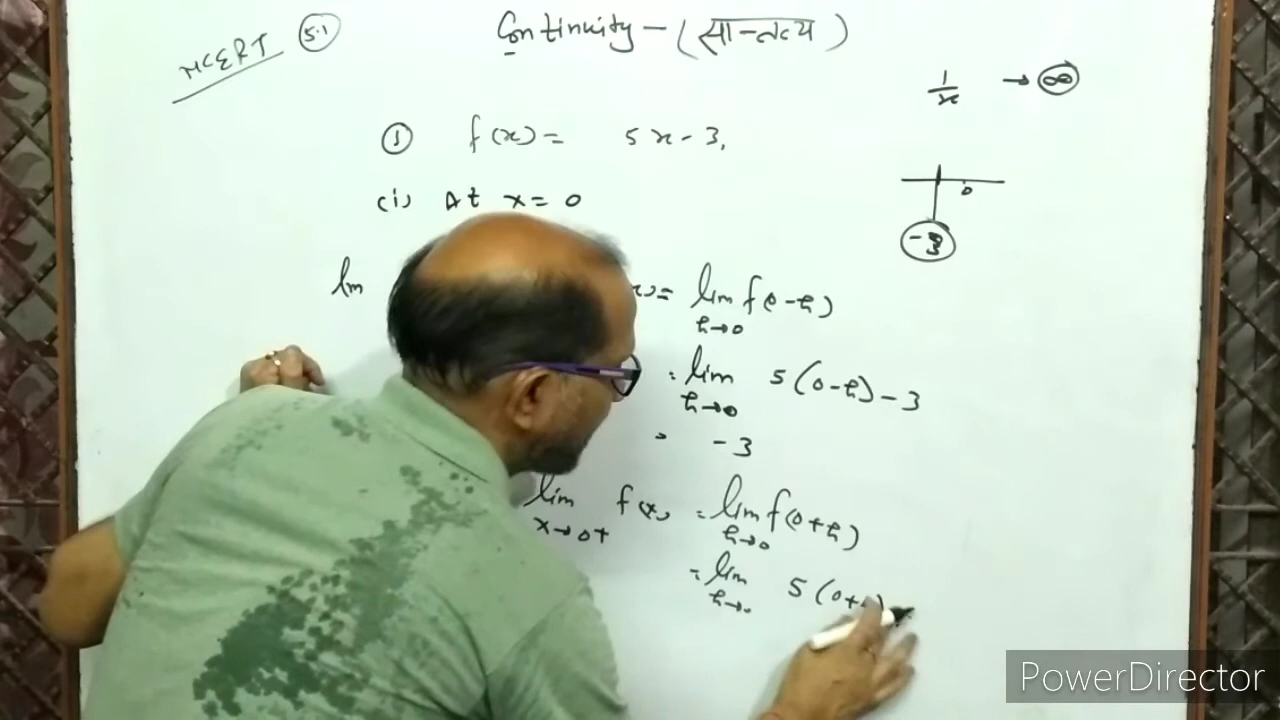 NCERT 5.1
Continuity - (सा-तत्य)
1/x → ∞
① f(x) = 5x - 3,
(i) At x = 0
0
-3
lim x) = lim f(0-h)
h→0
= lim 5(0-h) - 3
h→0
= -3
lim f(x) = lim f(0+h)
x→0+ h→0
= lim 5(0+
h→0
PowerDirector